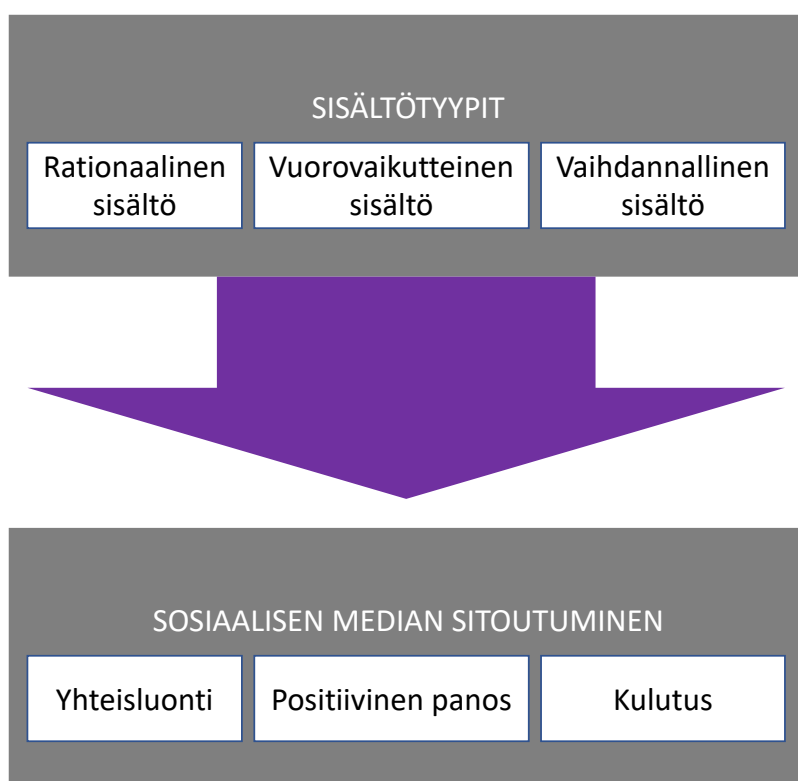 SISÄLTÖTYYPIT
Rationaalinen
sisältö
Vuorovaikutteinen
sisältö
Vaihdannallinen
sisältö
SOSIAALISEN MEDIAN SITOUTUMINEN
Yhteisluonti
Positiivinen panos
Kulutus